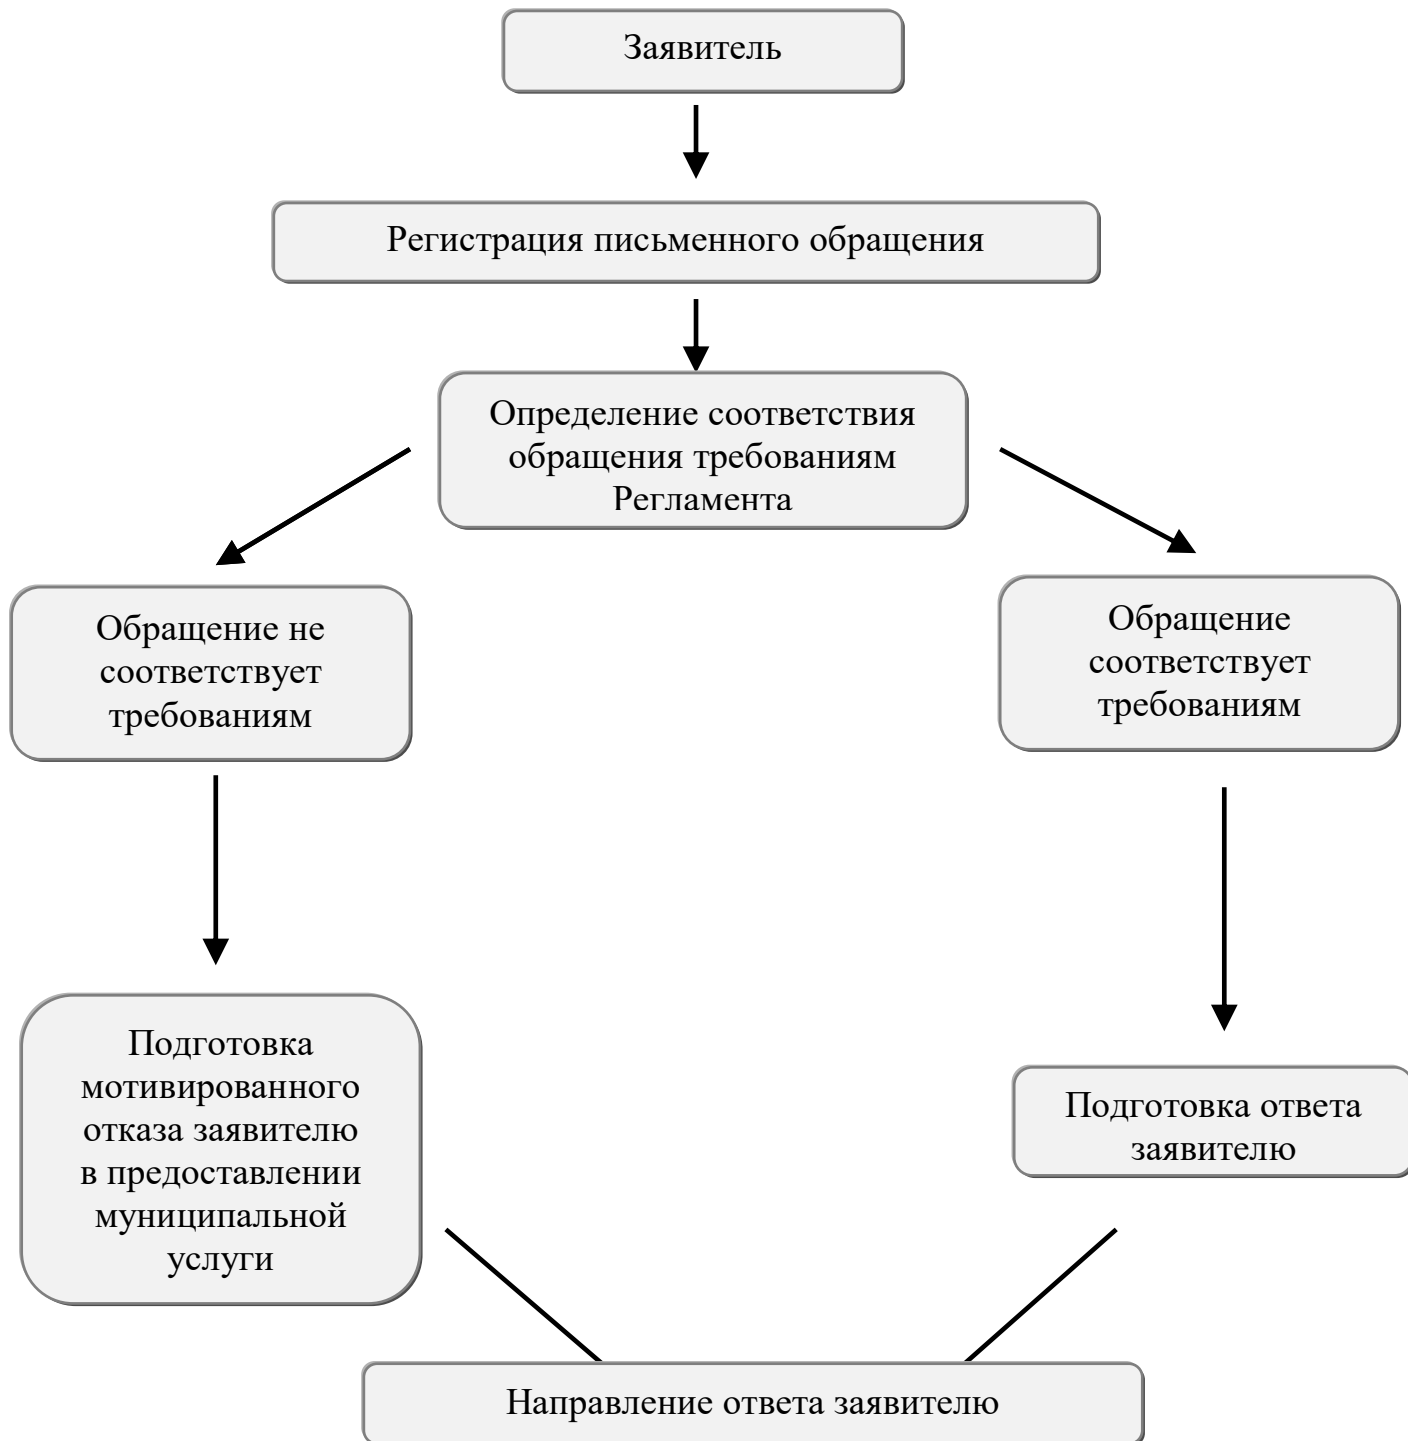 Заявитель
Регистрация письменного обращения
Определение соответствия
обращения требованиям
Регламента
Обращение не
соответствует
требованиям
Обращение
соответствует
требованиям
Подготовка
мотивированного
отказа заявителю
в предоставлении
муниципальной
услуги
Подготовка ответа
заявителю
Направление ответа заявителю